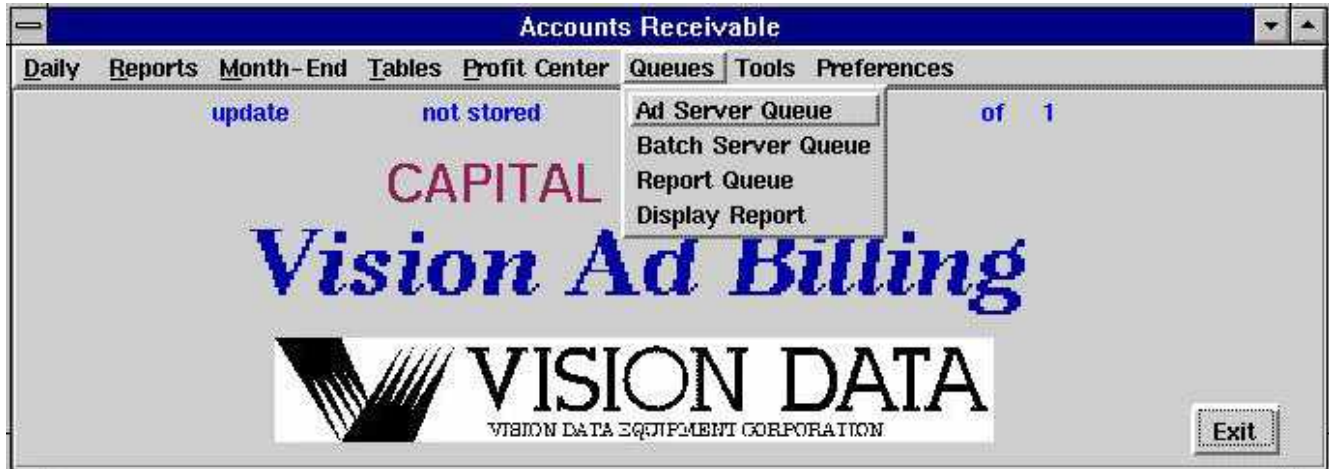 Accounts Receivable
Daily Reports Month-End Tables Profit Center Queues Tools Preferences
update not stored of 1
Ad Server Queue
Batch Server Queue
Report Queue
Display Report
CAPITAL
Vision Ad Billing
VISION DATA
VISION DATA EQUIPMENT CORPORATION
Exit